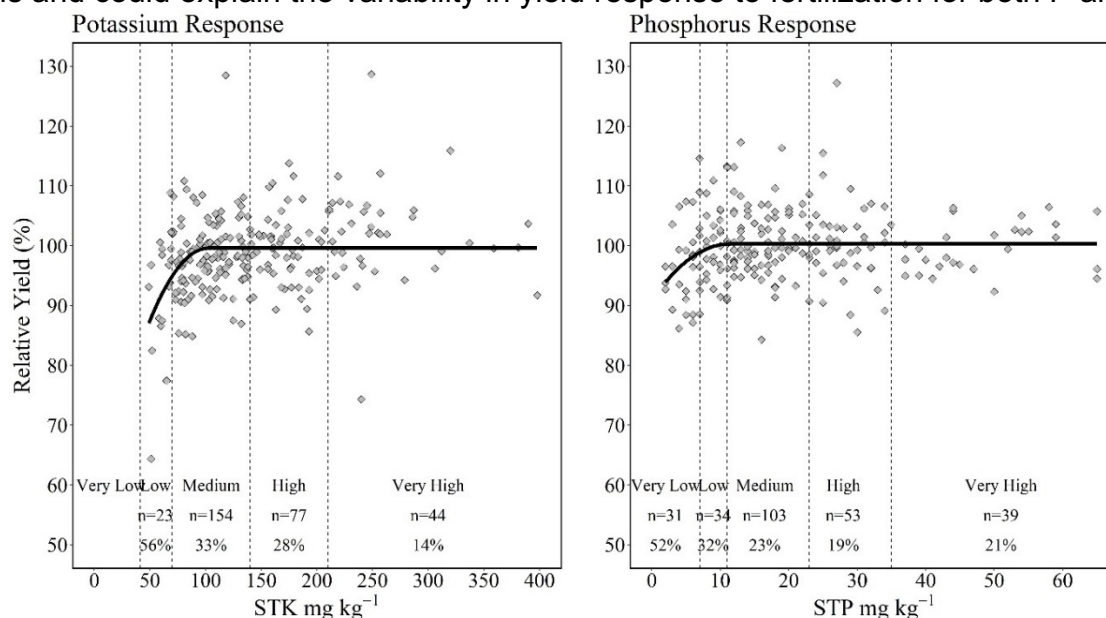 and could explain the variability in yield response to fertilization for both P
Potassium Response
Phosphorus Response
Relative Yield (%)
130
120
110
100
90
80
70
60
50
Very Low
Low
Medium
High
Very High
n=23
n=154
n=77
n=44
56%
33%
28%
14%
0
50
100
150
200
250
300
350
400
STK mg kg⁻¹
130
120
110
100
90
80
70
60
50
Very Low
Low
Medium
High
Very High
n=31
n=34
n=103
n=53
n=39
52%
32%
23%
19%
21%
0
10
20
30
40
50
60
STP mg kg⁻¹